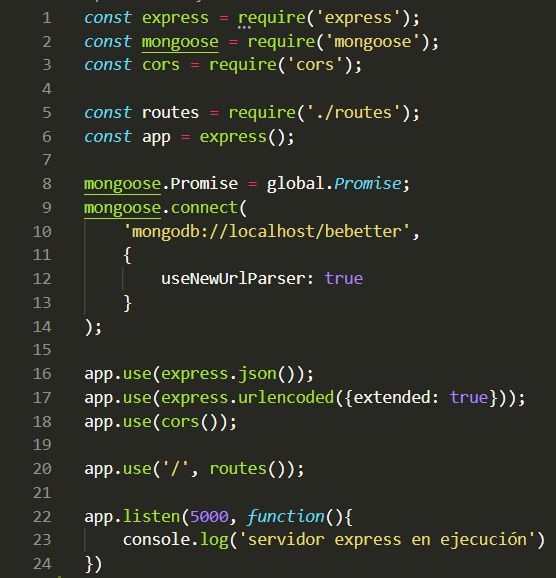 1 const express = require('express');
2 const mongoose = require('mongoose');
3 const cors = require('cors');
4
5 const routes = require('./routes');
6 const app = express();
7
8 mongoose.Promise = global.Promise;
9 mongoose.connect(
10     'mongodb://localhost/bebetter',
11     {
12         useNewUrlParser: true
13     }
14 );
15
16 app.use(express.json());
17 app.use(express.urlencoded({extended: true}));
18 app.use(cors());
19
20 app.use('/', routes());
21
22 app.listen(5000, function(){
23     console.log('servidor express en ejecución')
24 })